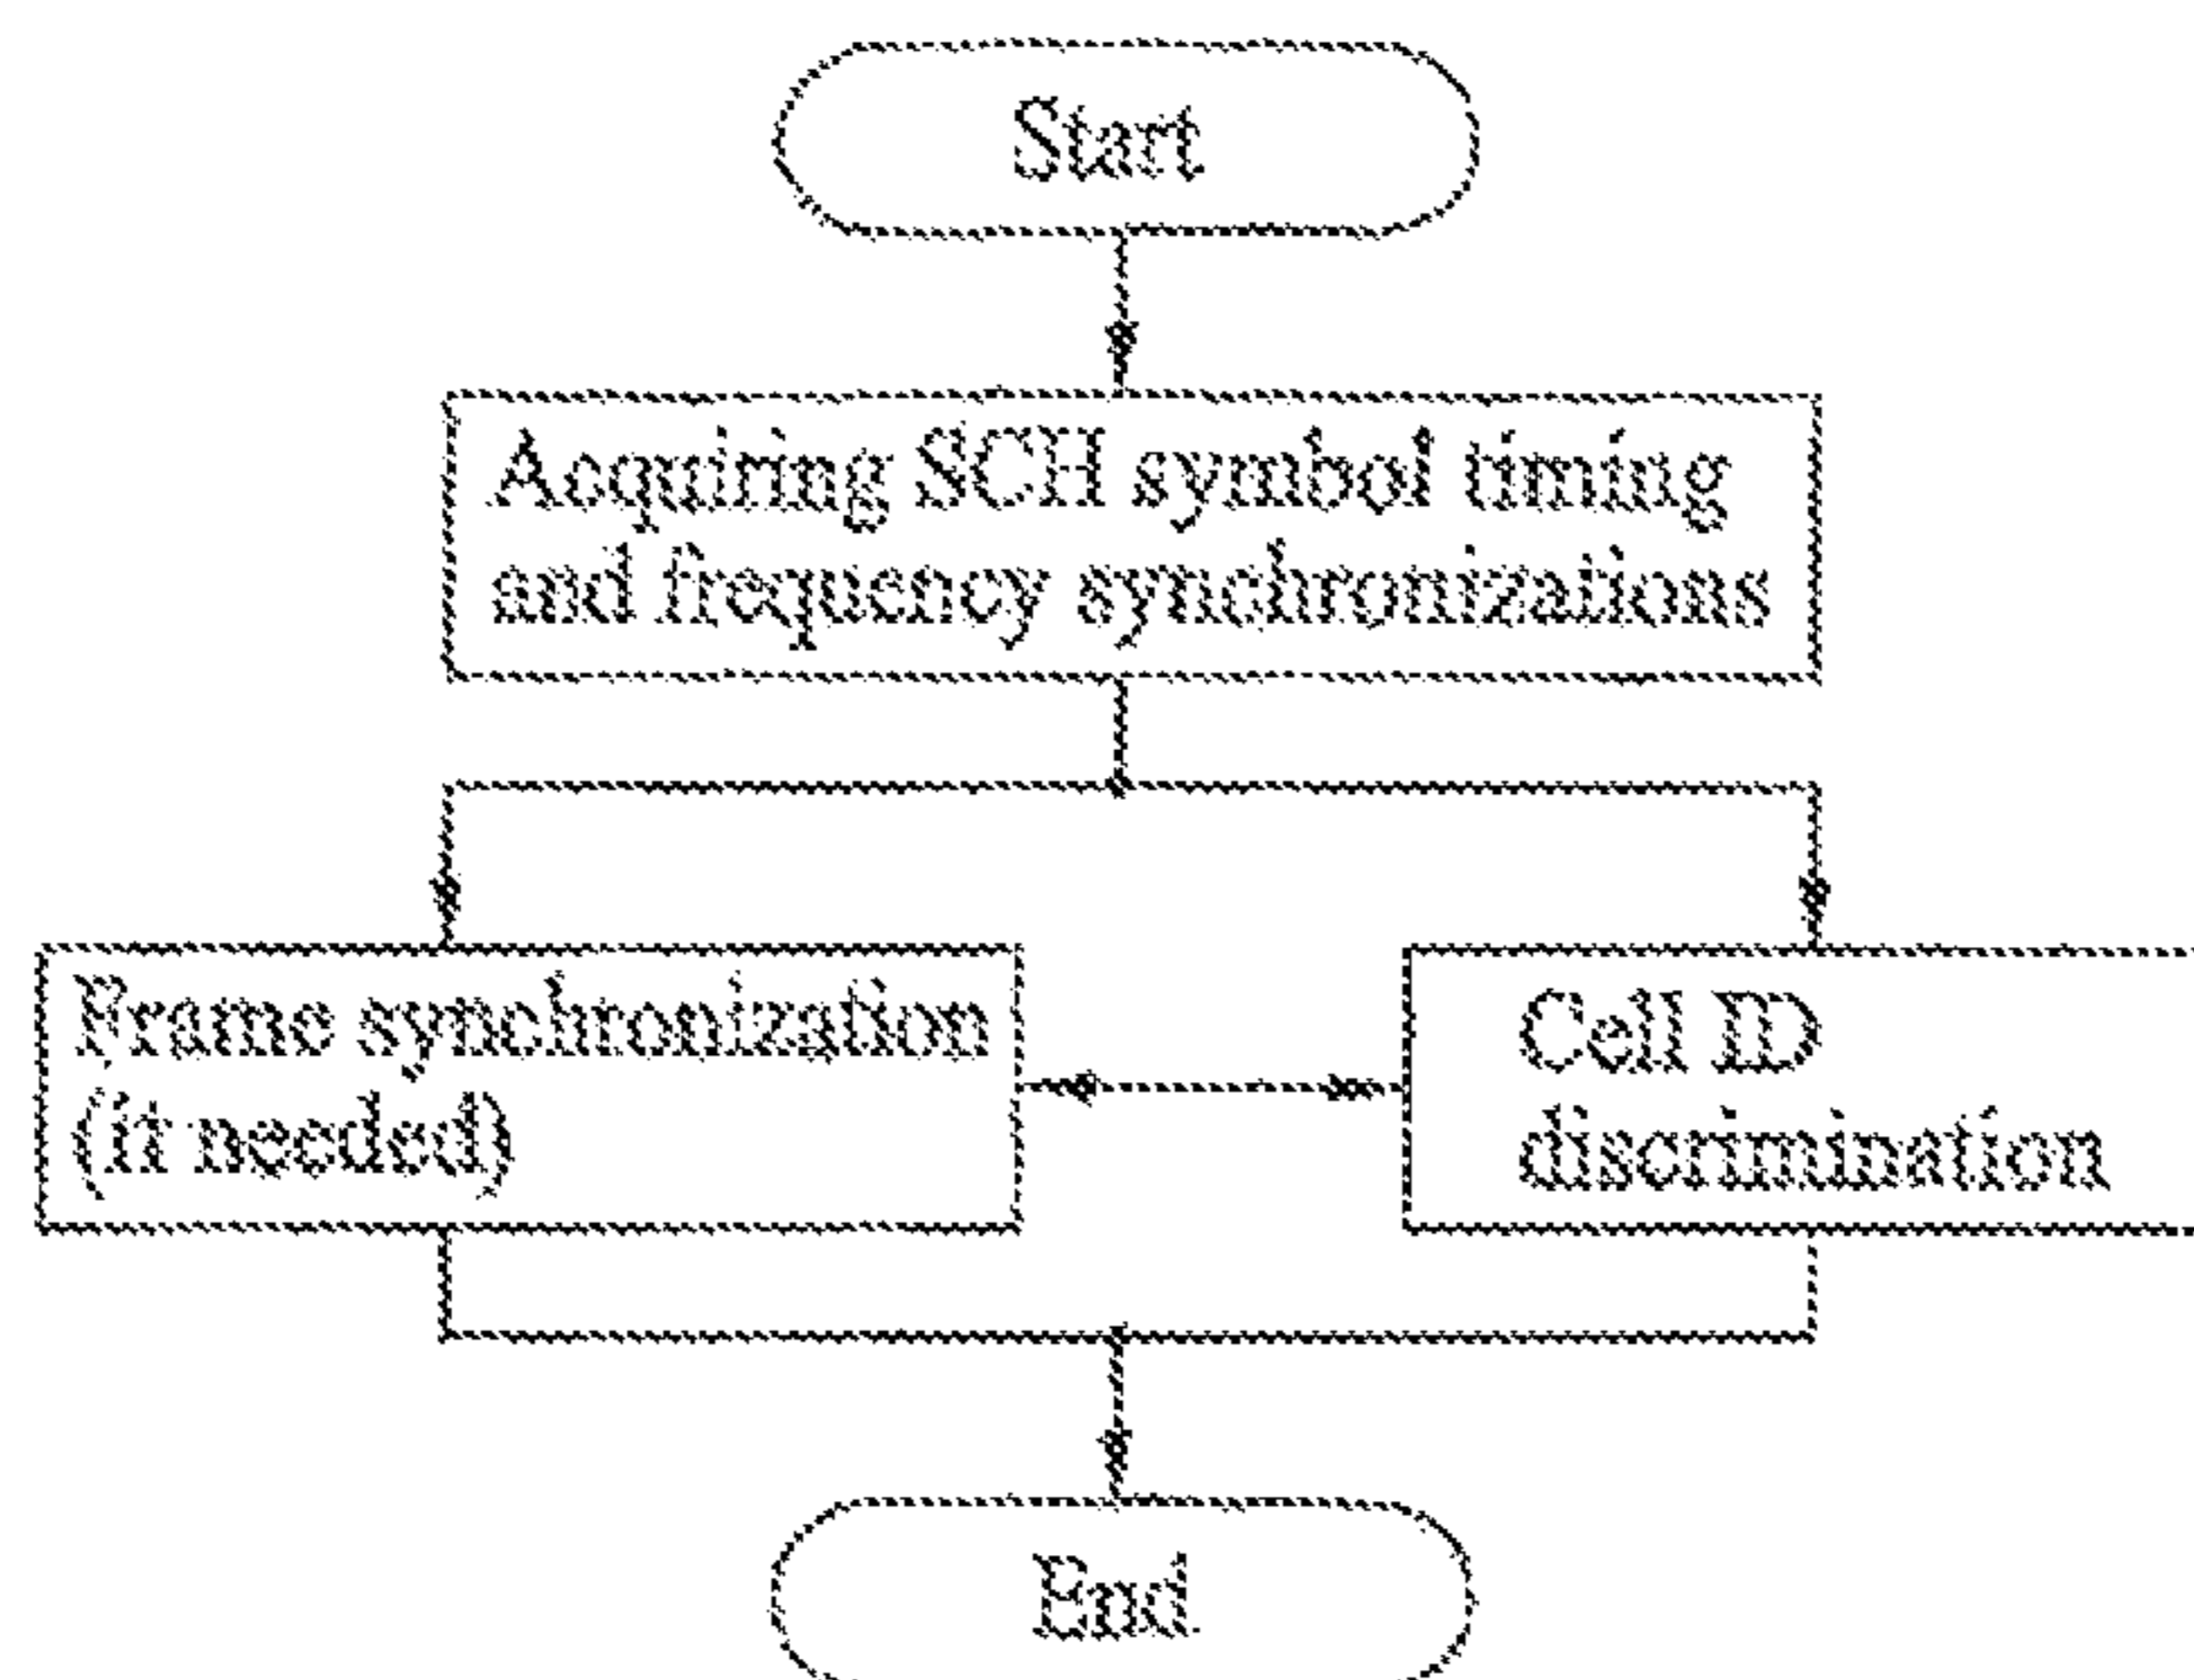 Start
Acquiring SCH symbol timing
and frequency synchronizations
Frame synchronization
(if needed)
Cell ID
discrimination
End